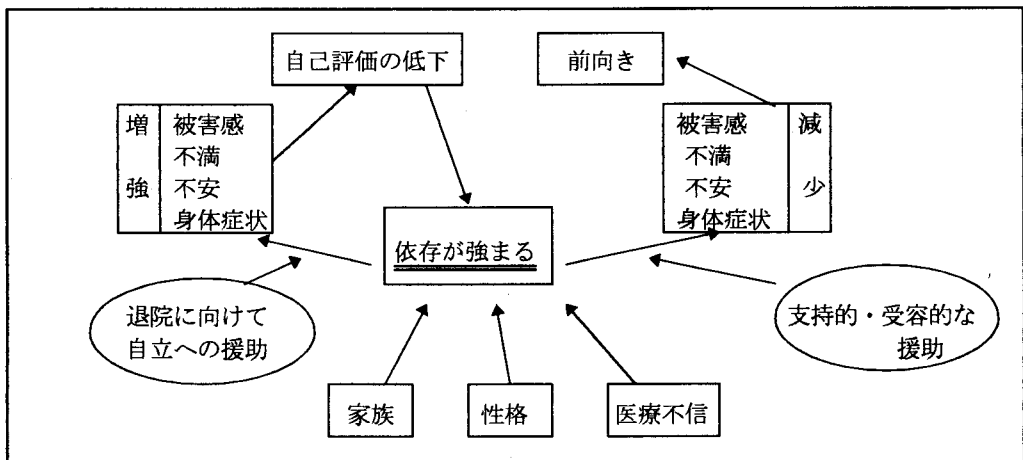 自己評価の低下
前向き
増強
被害感
不満
不安
身体症状
被害感
不満
不安
身体症状
減少
依存が強まる
退院に向けて
自立への援助
支持的・受容的な
援助
家族
性格
医療不信